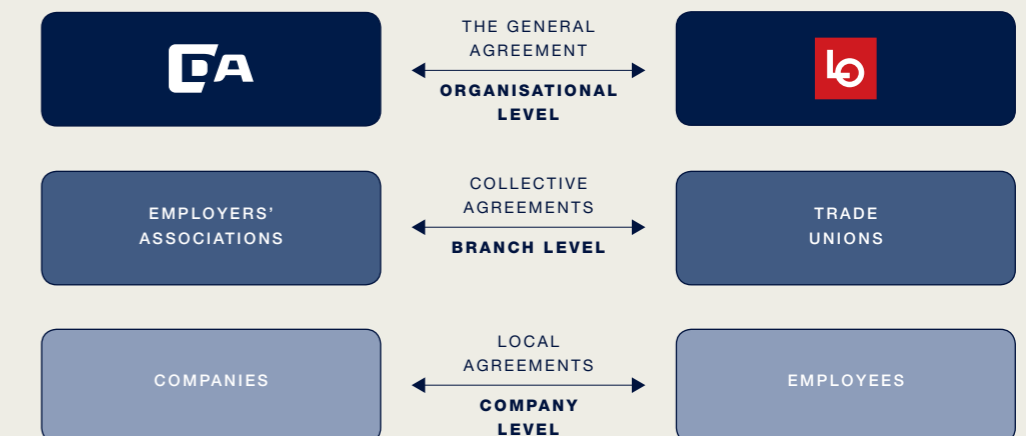 DA
THE GENERAL
AGREEMENT
ORGANISATIONAL
LEVEL
LO
EMPLOYERS’
ASSOCIATIONS
COLLECTIVE
AGREEMENTS
BRANCH LEVEL
TRADE
UNIONS
COMPANIES
LOCAL
AGREEMENTS
COMPANY
LEVEL
EMPLOYEES